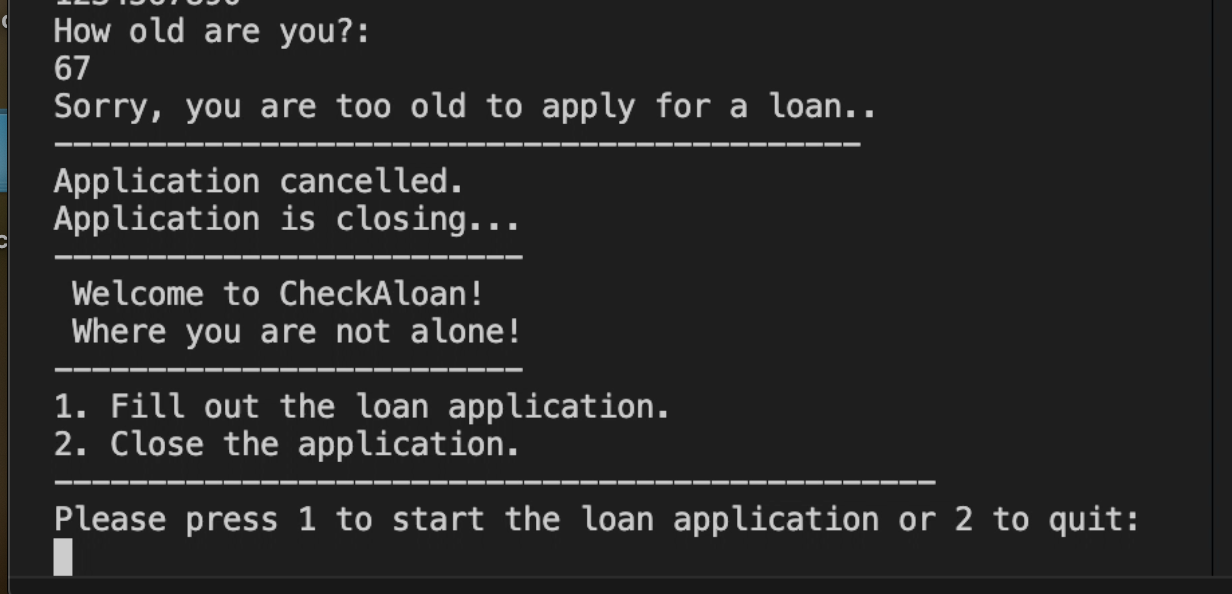 How old are you?:
67
Sorry, you are too old to apply for a loan..
-------------------------------------------
Application cancelled.
Application is closing...
-------------------------
 Welcome to CheckAloan!
 Where you are not alone!
-------------------------
1. Fill out the loan application.
2. Close the application.
-----------------------------------------------
Please press 1 to start the loan application or 2 to quit: